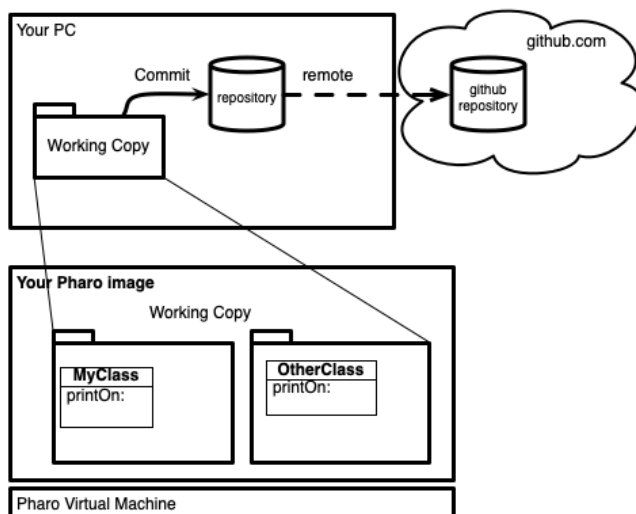 Your PC
github.com
Commit
remote
repository
github
repository
Working Copy
Your Pharo image
Working Copy
MyClass
printOn:
OtherClass
printOn:
Pharo Virtual Machine